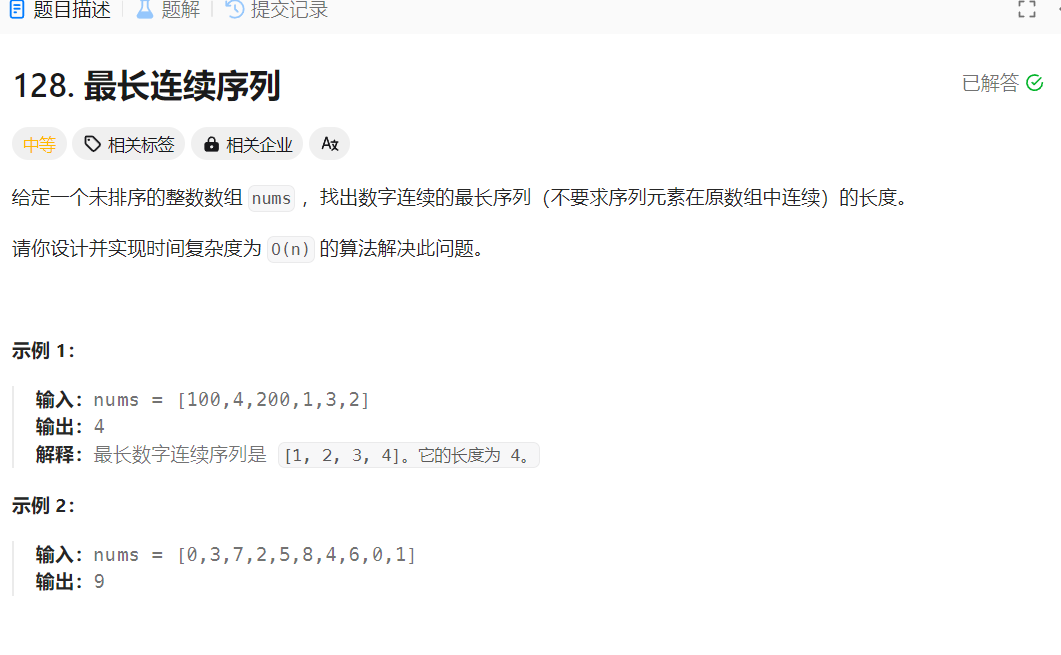 题目描述 | 题解 | 提交记录
128. 最长连续序列
已解答
中等 相关标签 相关企业 Aż
给定一个未排序的整数数组 nums ，找出数字连续的最长序列（不要求序列元素在原数组中连续）的长度。
请你设计并实现时间复杂度为 O(n) 的算法解决此问题。
示例 1：
输入：nums = [100,4,200,1,3,2]
输出：4
解释：最长数字连续序列是 [1, 2, 3, 4]。它的长度为 4。
示例 2：
输入：nums = [0,3,7,2,5,8,4,6,0,1]
输出：9